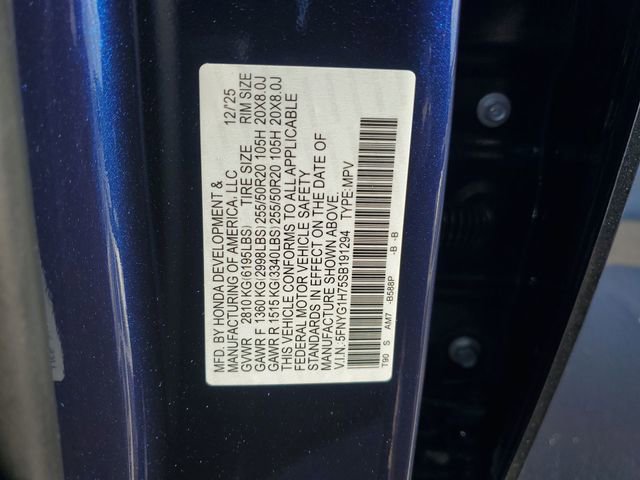 MFD. BY HONDA DEVELOPMENT &
MANUFACTURING OF AMERICA, LLC 12/'25
GVWR 2810 KG(6195LBS) TIRE SIZE RIM SIZE
GAWR F 1360 KG(2998LBS) 255/50R20 105H 20X8.0J
GAWR R 1515 KG(3340LBS) 255/50R20 105H 20X8.0J
THIS VEHICLE CONFORMS TO ALL APPLICABLE
FEDERAL MOTOR VEHICLE SAFETY
STANDARDS IN EFFECT ON THE DATE OF
MANUFACTURE SHOWN ABOVE.
V.I.N.:5FNYG1H75SB191294 TYPE:MPV
T90 S AM7 -B588P -B -B